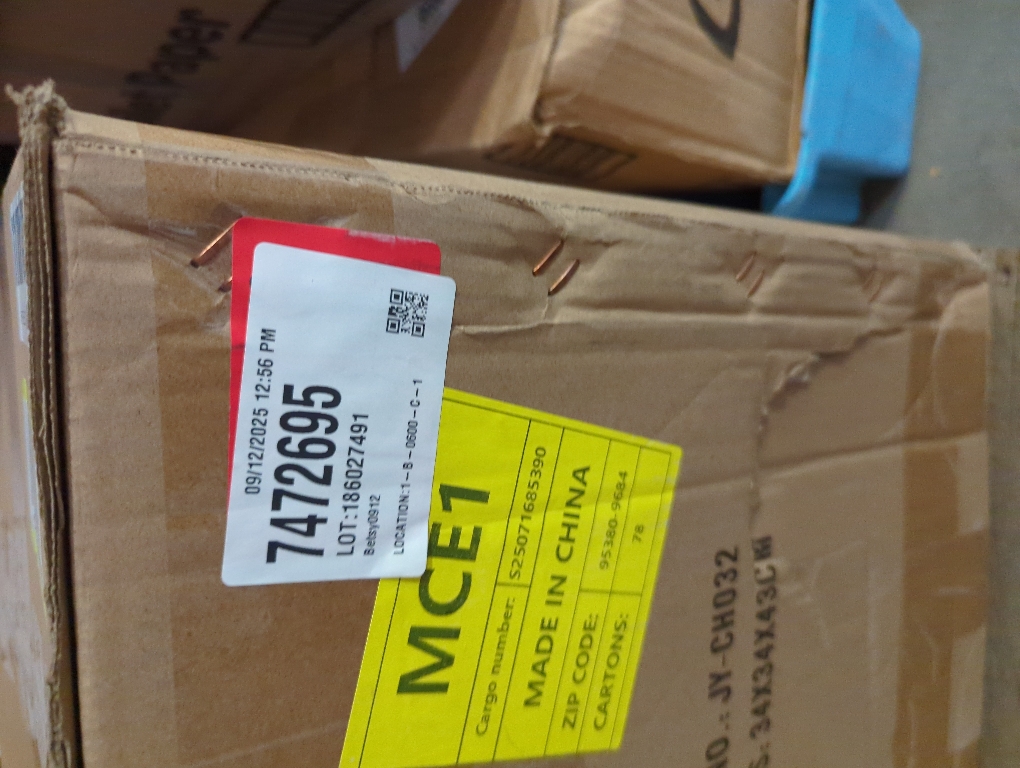 09/12/2025 12:56 PM
7472695
LOT:186027491
Betsy0912
LOCATION:1-B-0600-C-1
MCE1
Cargo number: S25071685390
MADE IN CHINA
ZIP CODE: 95380-9684
CARTONS: 78
NO.: JY-CH032
S: 34X34X43CM
Paper